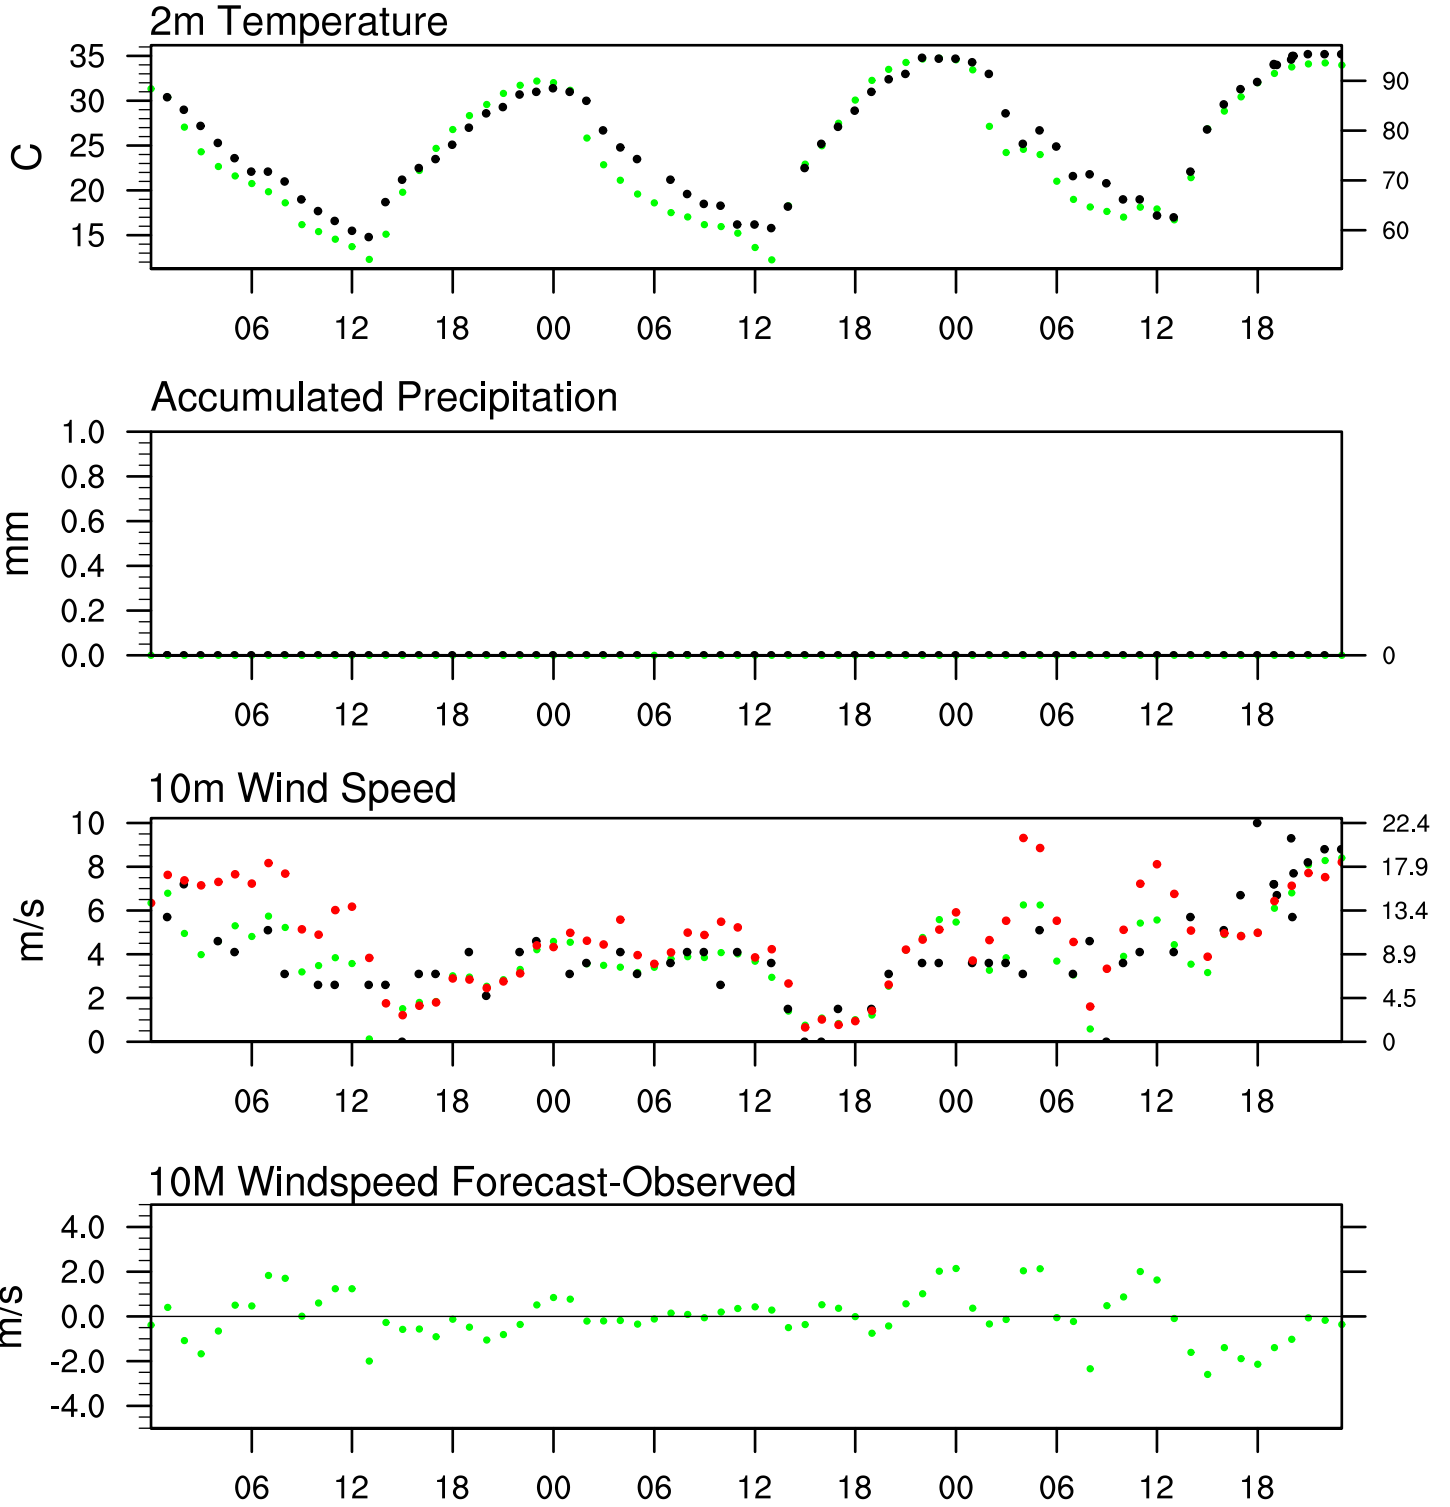 2m Temperature
35
30
25
20
15
C
90
80
70
60
06 12 18 00 06 12 18 00 06 12 18
Accumulated Precipitation
1.0
0.8
0.6
0.4
0.2
0.0
mm
0
06 12 18 00 06 12 18 00 06 12 18
10m Wind Speed
10
8
6
4
2
0
m/s
22.4
17.9
13.4
8.9
4.5
0
06 12 18 00 06 12 18 00 06 12 18
10M Windspeed Forecast-Observed
4.0
2.0
0.0
-2.0
-4.0
m/s
06 12 18 00 06 12 18 00 06 12 18